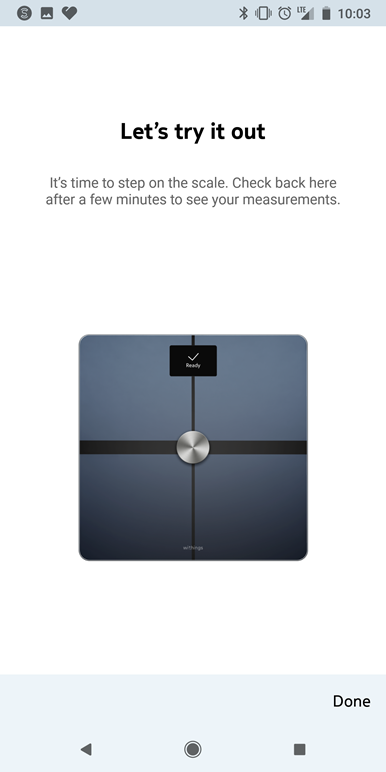 LTE 10:03
Let's try it out
It's time to step on the scale. Check back here
after a few minutes to see your measurements.
Ready
withings
Done